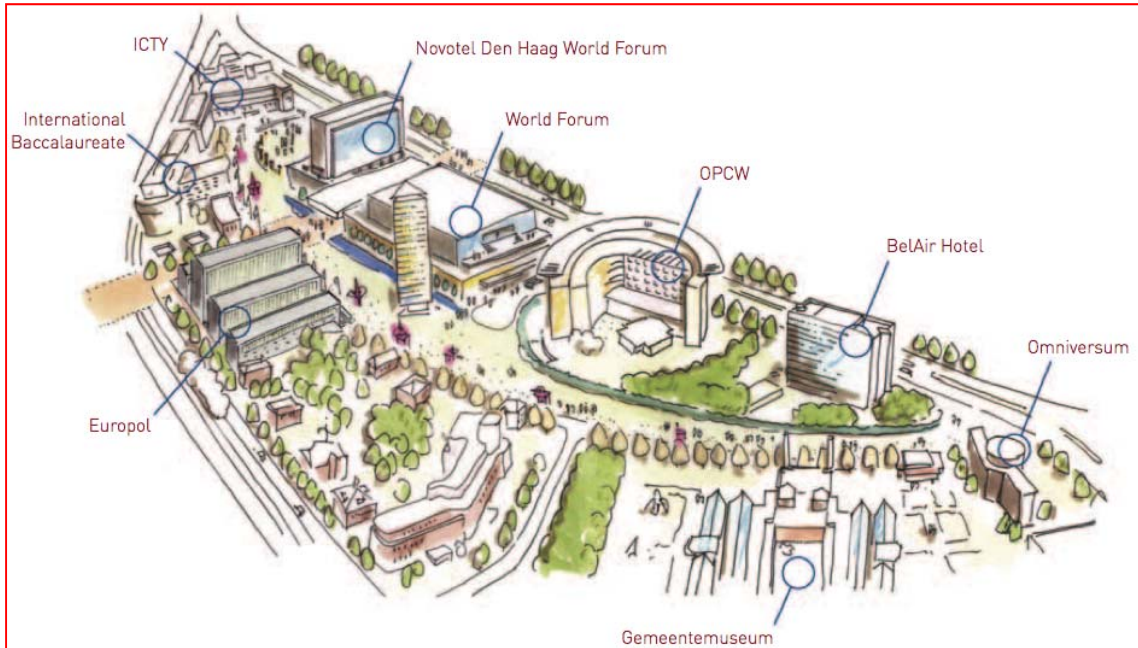 ICTY
Novotel Den Haag World Forum
International
Baccalaureate
World Forum
OPCW
BelAir Hotel
Omniversum
Europol
Gemeentemuseum